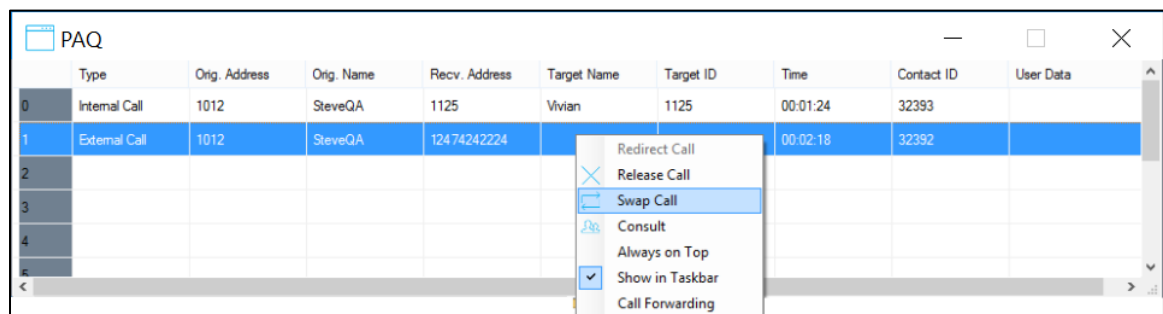 PAQ
Type Orig. Address Orig. Name Recv. Address Target Name Target ID Time Contact ID User Data
0 Internal Call 1012 SteveQA 1125 Vivian 1125 00:01:24 32393
1 External Call 1012 SteveQA 12474242224 00:02:18 32392
Redirect Call
2 Release Call
3 Swap Call
Consult
4 Always on Top
5 Show in Taskbar
Call Forwarding